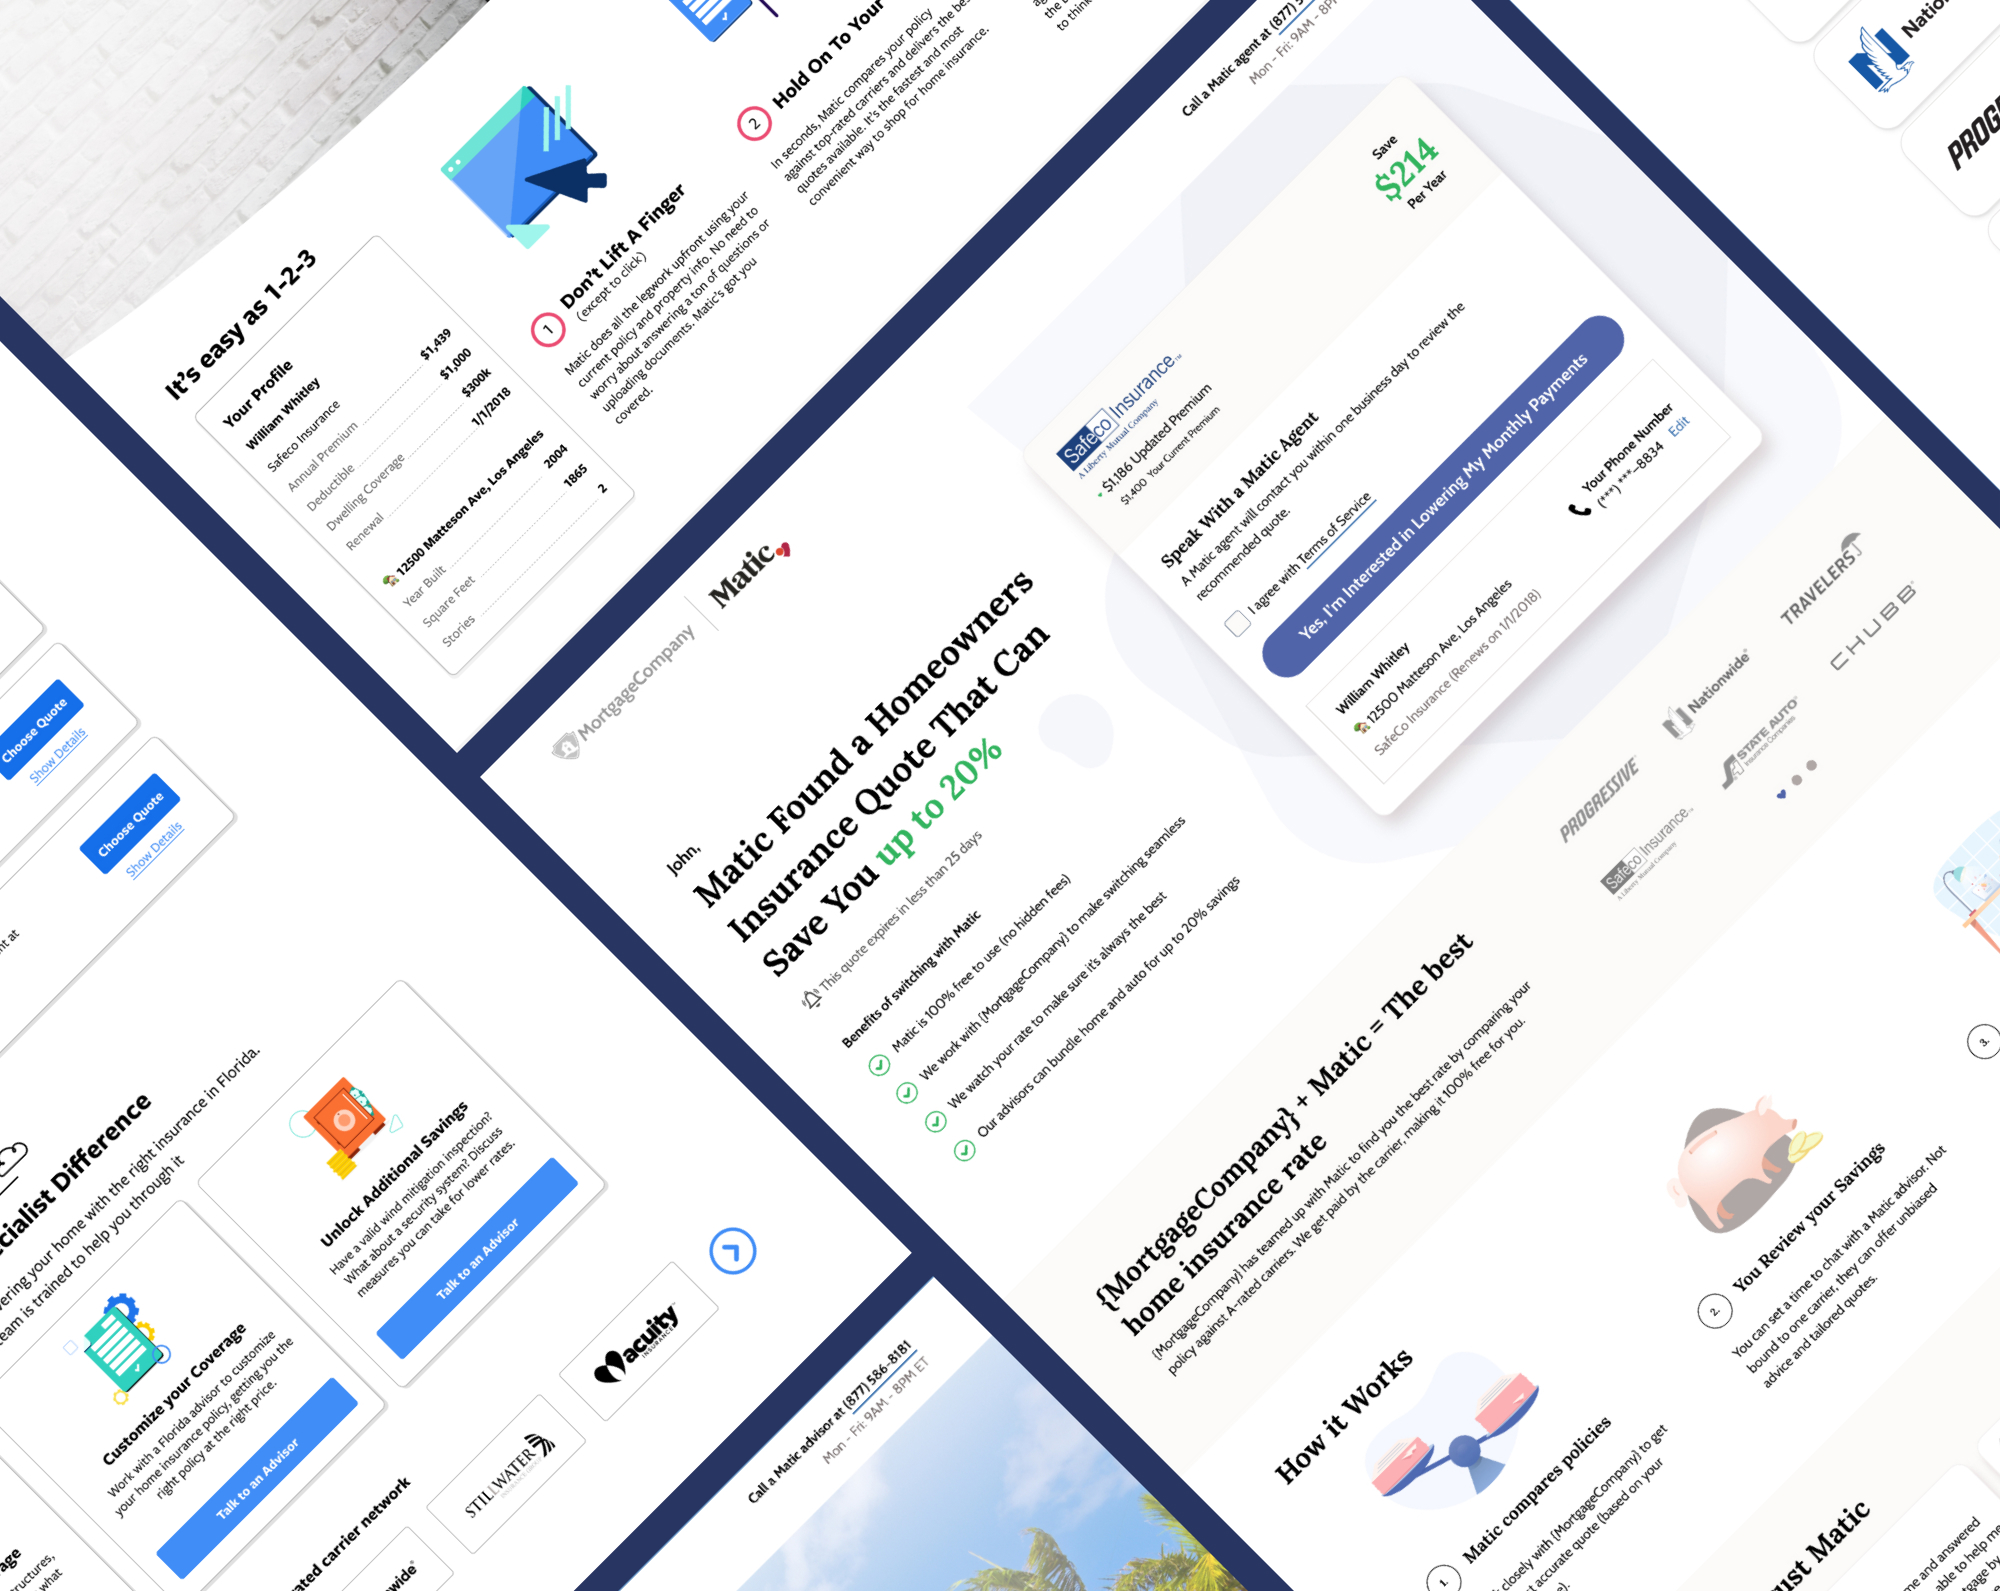 It's easy as 1-2-3
Your Profile
William Whitley
Safeco Insurance
Annual Premium $1,439
Deductible $1,000
Dwelling Coverage $300k
Renewal 1/1/2018
12500 Matteson Ave, Los Angeles
Year Built 2004
Square Feet 1865
Stories 2
1
Don't Lift A Finger
(except to click)
Matic does all the legwork upfront using your
current policy and property info. No need to
worry about answering a ton of questions or
uploading documents. Matic's got you
covered.
2
Hold On To Your
In seconds, Matic compares your policy
against top-rated carriers and delivers the
quotes available. It's the fastest and most
convenient way to shop for home insurance.
to
Choose Quote
Show Details
Choose Quote
Show Details
at
Difference
your home with the right insurance in Florida.
team is trained to help you through it
Customize your Coverage
Work with a Florida advisor to customize
your home insurance policy, getting you the
right policy at the right price.
Talk to an Advisor
Unlock Additional Savings
Have a valid wind mitigation inspection?
What about a security system? Discuss
measures you can take for lower rates.
Talk to an Advisor
what
carrier network
STILLWATER
acuity
INSURANCE
Call a Matic advisor at (877) 586-8181
Mon - Fri: 9AM - 8PM ET
MortgageCompany
Matic
Call a Matic agent at (877)
Mon - Fri: 9AM -
John,
Matic Found a Homeowners
Insurance Quote That Can
Save You up to 20%
This quote expires in less than 25 days
Benefits of switching with Matic
Matic is 100% free to use (no hidden fees)
We work with {MortgageCompany} to make switching seamless
We watch your rate to make sure it's always the best
Our advisors can bundle home and auto for up to 20% savings
Safeco Insurance™
A Liberty Mutual Company
$1,186 Updated Premium
$1,400 Your Current Premium
Save
$214
Per Year
Speak With a Matic Agent
A Matic agent will contact you within one business day to review the
recommended quote.
I agree with Terms of Service
Yes, I'm Interested in Lowering My Monthly Payments
William Whitley
12500 Matteson Ave, Los Angeles
SafeCo Insurance (Renews on 1/1/2018)
Your Phone Number
(***) ***-8834 Edit
PROGRESSIVE
Nationwide®
TRAVELERS
Safeco Insurance™
A Liberty Mutual Company
STATE AUTO®
Insurance Companies
CHUBB®
{MortgageCompany} + Matic = The best
home insurance rate
{MortgageCompany} has teamed up with Matic to find you the best rate by comparing your
policy against A-rated carriers. We get paid by the carrier, making it 100% free for you.
How it Works
1.
Matic compares policies
closely with {MortgageCompany} to get
accurate quote (based on your
2.
You Review your Savings
You can set a time to chat with a Matic advisor. Not
bound to one carrier, they can offer unbiased
advice and tailored quotes.
3.
Matic
and answered
to help me
by